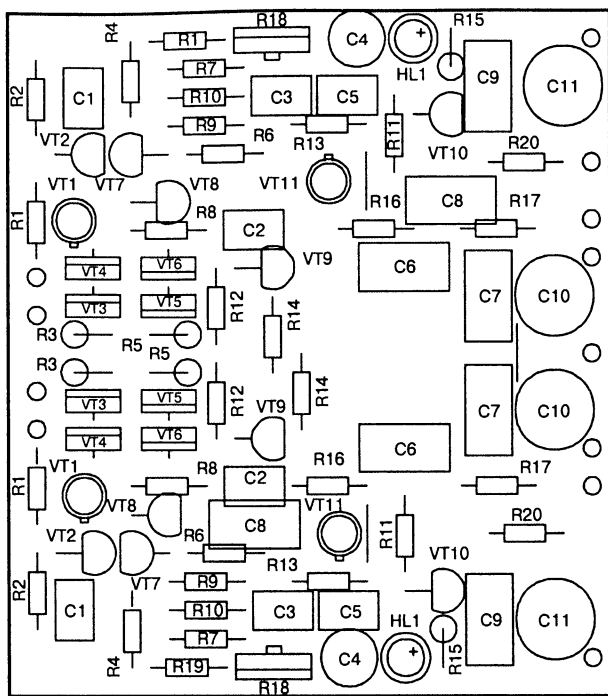 R18
C4
R15
R4
R1
HL1
C9
C11
R7
R2
C1
R10
C3
C5
R9
R11
R13
VT2
R6
VT10
R20
VT7
VT1
VT8
VT11
R16
C8
R17
R1
R8
C2
VT4
VT6
VT9
C6
R12
C7
C10
VT3
VT5
R14
R3
R5
R3
R5
R12
R14
VT3
VT5
C7
C10
VT9
VT4
VT6
C6
VT1
R8
C2
R16
R17
R1
VT8
C8
VT11
R11
R20
VT2
R6
VT10
VT7
R13
R2
R9
C1
R10
C3
C5
HL1
C9
C11
R7
R4
R19
C4
R15
R18